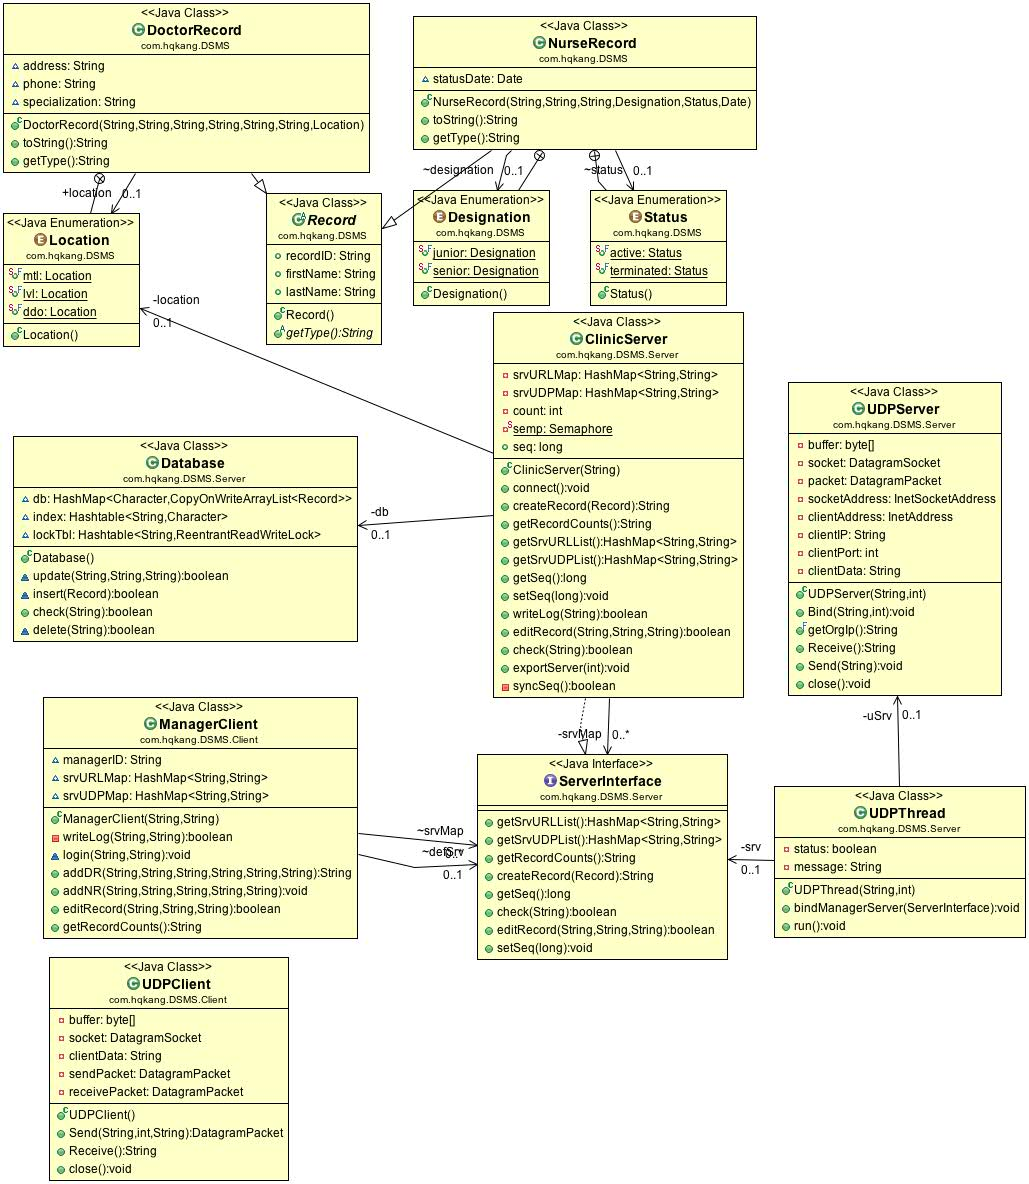 <<Java Class>>
DoctorRecord
com.hqkang.DSMS
address: String
phone: String
specialization: String
DoctorRecord(String,String,String,String,String,String,Location)
toString():String
getType():String
<<Java Class>>
NurseRecord
com.hqkang.DSMS
statusDate: Date
NurseRecord(String,String,String,Designation,Status,Date)
toString():String
getType():String
+location
0..1
~designation
0..1
~status
0..1
<<Java Enumeration>>
Location
com.hqkang.DSMS
mtl: Location
lvl: Location
ddo: Location
Location()
<<Java Class>>
Record
com.hqkang.DSMS
recordID: String
firstName: String
lastName: String
Record()
getType():String
<<Java Enumeration>>
Designation
com.hqkang.DSMS
junior: Designation
senior: Designation
Designation()
<<Java Enumeration>>
Status
com.hqkang.DSMS
active: Status
terminated: Status
Status()
-location
0..1
<<Java Class>>
ClinicServer
com.hqkang.DSMS.Server
srvURLMap: HashMap<String,String>
srvUDPMap: HashMap<String,String>
count: int
semp: Semaphore
seq: long
ClinicServer(String)
connect():void
createRecord(Record):String
getRecordCounts():String
getSrvURLList():HashMap<String,String>
getSrvUDPList():HashMap<String,String>
getSeq():long
setSeq(long):void
writeLog(String):boolean
editRecord(String,String,String):boolean
check(String):boolean
exportServer(int):void
syncSeq():boolean
<<Java Class>>
UDPServer
com.hqkang.DSMS.Server
buffer: byte[]
socket: DatagramSocket
packet: DatagramPacket
socketAddress: InetSocketAddress
clientAddress: InetAddress
clientIP: String
clientPort: int
clientData: String
UDPServer(String,int)
Bind(String,int):void
getOrgIp():String
Receive():String
Send(String):void
close():void
<<Java Class>>
Database
com.hqkang.DSMS.Server
db: HashMap<Character,CopyOnWriteArrayList<Record>>
index: Hashtable<String,Character>
lockTbl: Hashtable<String,ReentrantReadWriteLock>
Database()
update(String,String,String):boolean
insert(Record):boolean
check(String):boolean
delete(String):boolean
-db
0..1
<<Java Class>>
ManagerClient
com.hqkang.DSMS.Client
managerID: String
srvURLMap: HashMap<String,String>
srvUDPMap: HashMap<String,String>
ManagerClient(String,String)
writeLog(String,String):boolean
login(String,String):void
addDR(String,String,String,String,String,String):String
addNR(String,String,String,String,String):void
editRecord(String,String,String):boolean
getRecordCounts():String
-srvMap
0..*
-uSrv
0..1
~srvMap
~defSrv
0..1
<<Java Interface>>
ServerInterface
com.hqkang.DSMS.Server
getSrvURLList():HashMap<String,String>
getSrvUDPList():HashMap<String,String>
getRecordCounts():String
createRecord(Record):String
getSeq():long
check(String):boolean
editRecord(String,String,String):boolean
setSeq(long):void
-srv
0..1
<<Java Class>>
UDPThread
com.hqkang.DSMS.Server
status: boolean
message: String
UDPThread(String,int)
bindManagerServer(ServerInterface):void
run():void
<<Java Class>>
UDPClient
com.hqkang.DSMS.Client
buffer: byte[]
socket: DatagramSocket
clientData: String
sendPacket: DatagramPacket
receivePacket: DatagramPacket
UDPClient()
Send(String,int,String):DatagramPacket
Receive():String
close():void